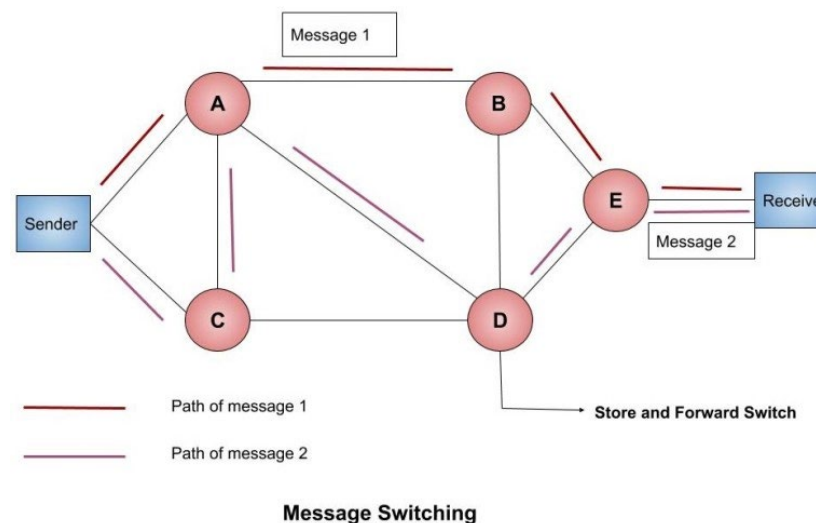 Message 1
A
B
Sender
E
Receive
Message 2
C
D
Path of message 1
Store and Forward Switch
Path of message 2
Message Switching